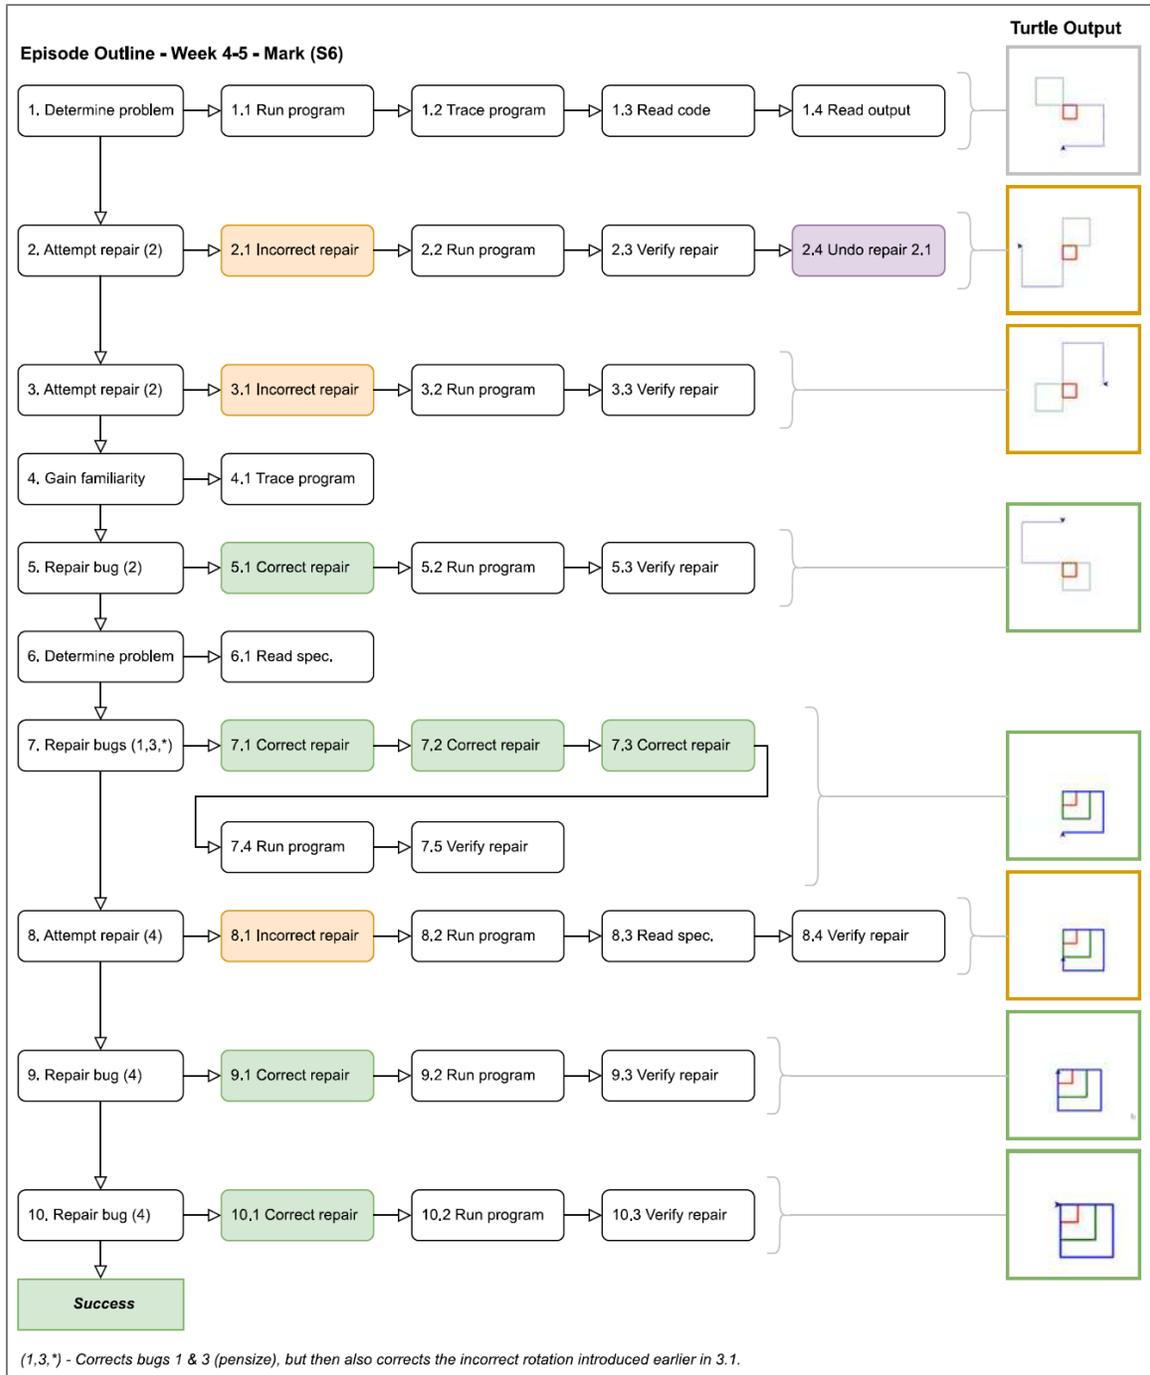 Turtle Output
Episode Outline - Week 4-5 - Mark (S6)
1. Determine problem
1.1 Run program
1.2 Trace program
1.3 Read code
1.4 Read output
2. Attempt repair (2)
2.1 Incorrect repair
2.2 Run program
2.3 Verify repair
2.4 Undo repair 2.1
3. Attempt repair (2)
3.1 Incorrect repair
3.2 Run program
3.3 Verify repair
4. Gain familiarity
4.1 Trace program
5. Repair bug (2)
5.1 Correct repair
5.2 Run program
5.3 Verify repair
6. Determine problem
6.1 Read spec.
7. Repair bugs (1,3,*)
7.1 Correct repair
7.2 Correct repair
7.3 Correct repair
7.4 Run program
7.5 Verify repair
8. Attempt repair (4)
8.1 Incorrect repair
8.2 Run program
8.3 Read spec.
8.4 Verify repair
9. Repair bug (4)
9.1 Correct repair
9.2 Run program
9.3 Verify repair
10. Repair bug (4)
10.1 Correct repair
10.2 Run program
10.3 Verify repair
Success
(1,3,*) - Corrects bugs 1 & 3 (pensize), but then also corrects the incorrect rotation introduced earlier in 3.1.